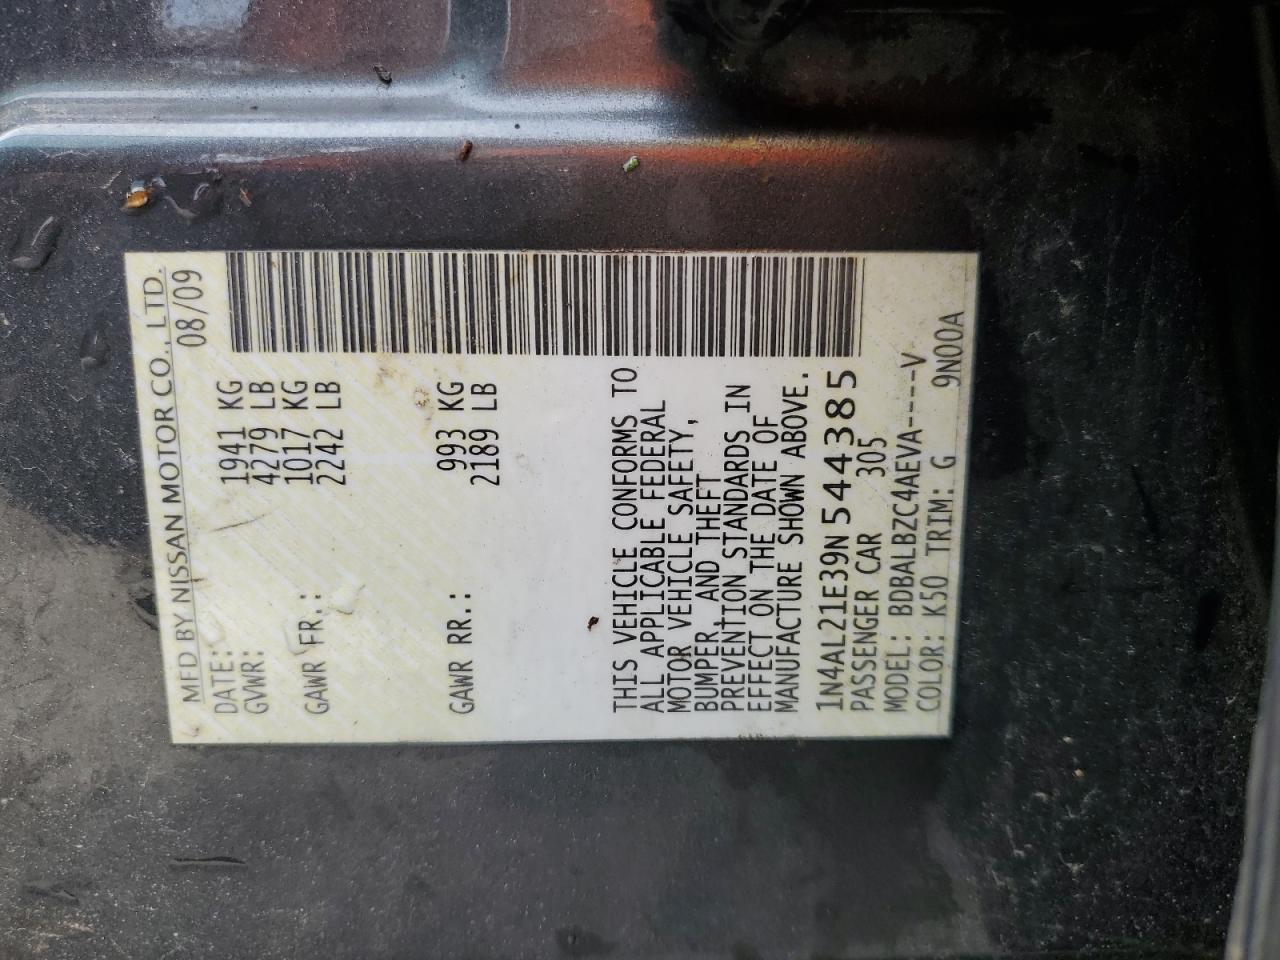 MFD BY NISSAN MOTOR CO., LTD.
DATE: 08/09
GVWR: 1941 KG
4279 LB
GAWR FR.: 1017 KG
2242 LB
GAWR RR.: 993 KG
2189 LB
THIS VEHICLE CONFORMS TO
ALL APPLICABLE FEDERAL
MOTOR VEHICLE SAFETY,
BUMPER, AND THEFT
PREVENTION STANDARDS IN
EFFECT ON THE DATE OF
MANUFACTURE SHOWN ABOVE.
1N4AL21E39N544385
PASSENGER CAR 305
MODEL: BDBALBZC4AEVA----V
COLOR: K50 TRIM: G 9N00A